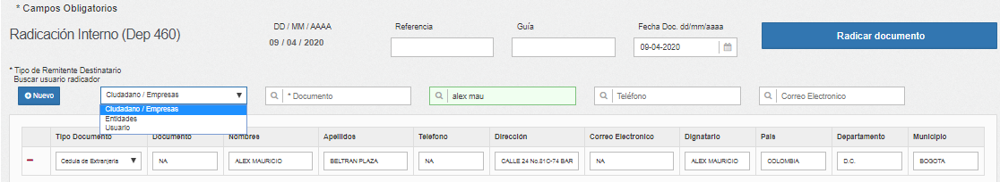 * Campos Obligatorios
Radicación Interno (Dep 460)
DD / MM / AAAA
09 / 04 / 2020
Referencia
Guía
Fecha Doc. dd/mm/aaaa
09-04-2020
Radicar documento
* Tipo de Remitente Destinatario
Buscar usuario radicador
Nuevo
Ciudadano / Empresas
* Documento
alex mau
Teléfono
Correo Electronico
Ciudadano / Empresas
Entidades
Usuario
Tipo Documento Documento Nombres Apellidos Telefono Dirección Correo Electronico Dignatario Pais Departamento Municipio
Cedula de Extranjeria NA ALEX MAURICIO BELTRAN PLAZA NA CALLE 24 No.81C-74 BAR NA ALEX MAURICIO COLOMBIA D.C. BOGOTA